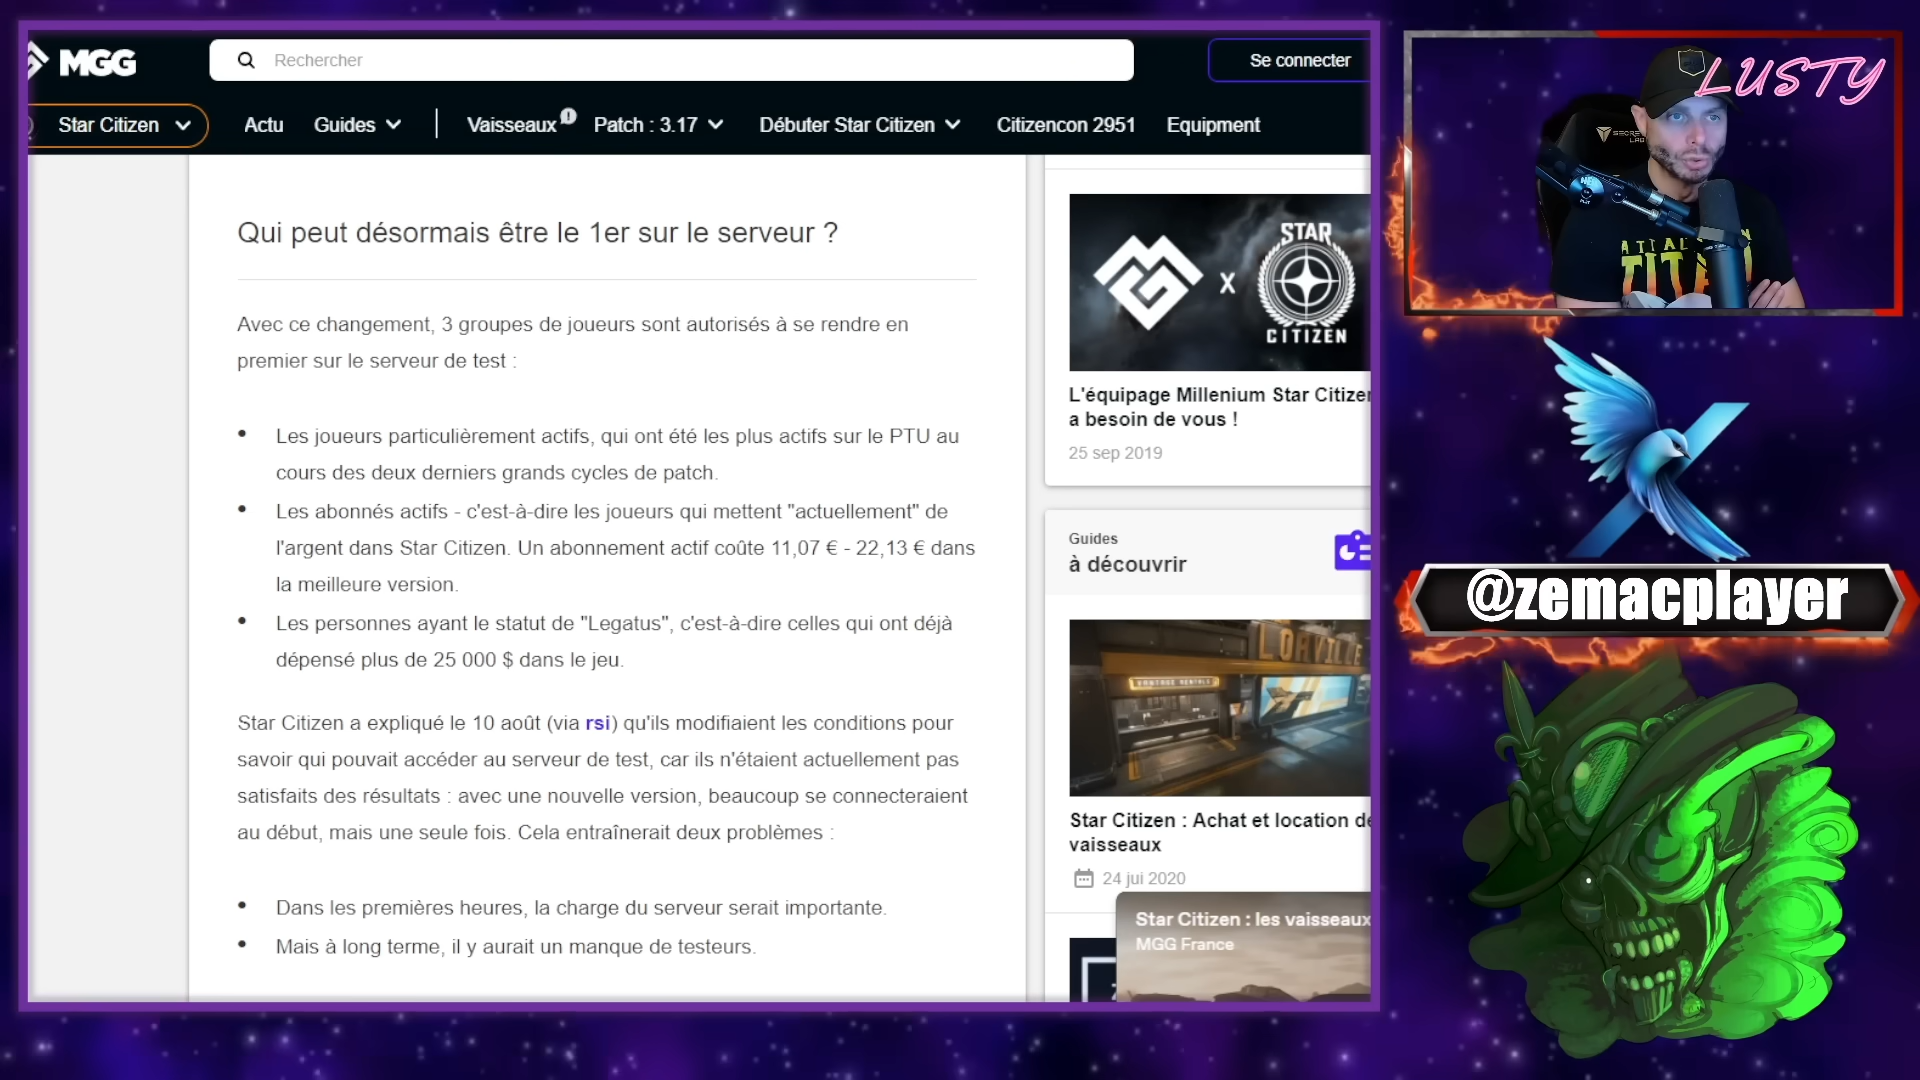 MGG
Rechercher
Se connecter
Star Citizen
Actu
Guides
Vaisseaux
Patch : 3.17
Débuter Star Citizen
Citizencon 2951
Equipment
Qui peut désormais être le 1er sur le serveur ?
Avec ce changement, 3 groupes de joueurs sont autorisés à se rendre en
premier sur le serveur de test :
Les joueurs particulièrement actifs, qui ont été les plus actifs sur le PTU au
cours des deux derniers grands cycles de patch.
Les abonnés actifs - c'est-à-dire les joueurs qui mettent "actuellement" de
l'argent dans Star Citizen. Un abonnement actif coûte 11,07 € - 22,13 € dans
la meilleure version.
Les personnes ayant le statut de "Legatus", c'est-à-dire celles qui ont déjà
dépensé plus de 25 000 $ dans le jeu.
Star Citizen a expliqué le 10 août (via rsi) qu'ils modifiaient les conditions pour
savoir qui pouvait accéder au serveur de test, car ils n'étaient actuellement pas
satisfaits des résultats : avec une nouvelle version, beaucoup se connecteraient
au début, mais une seule fois. Cela entraînerait deux problèmes :
Dans les premières heures, la charge du serveur serait importante.
Mais à long terme, il y aurait un manque de testeurs.
STAR
X
CITIZEN
L'équipage Millenium Star Citizen
a besoin de vous !
25 sep 2019
Guides
à découvrir
LORVILLE
VANTAGE RENTALS
Star Citizen : Achat et location de
vaisseaux
24 jui 2020
Star Citizen : les vaisseaux
MGG France
LUSTY
SECRET
LAB
TITAN
@zemacplayer